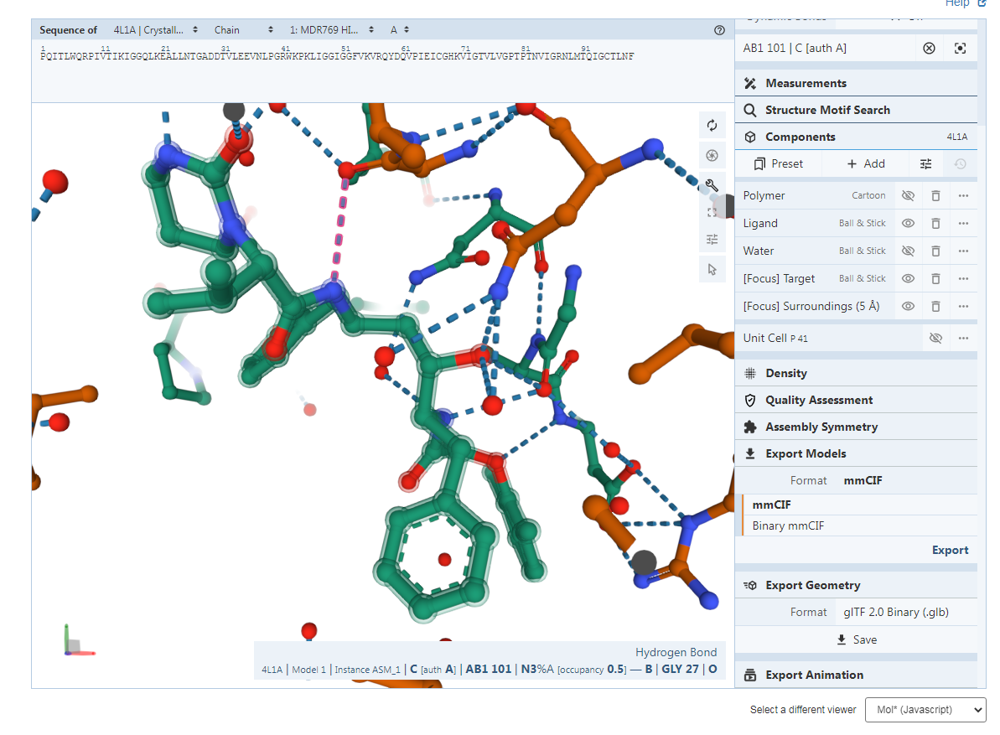 Help
Sequence of 4L1A | Crystall... Chain 1: MDR769 HI... A
1 11 21 31 41 51 61 71 81 91
PQITLWQRPIVTIKIGGQLKEALLNTGADDTVLEEVNLPGRWKPKLIGGIGGFVKVRQYDQVPIEICGHKVIGTVLVGPTPTNVIGRNLMTQIGCTLNF
AB1 101 | C [auth A]
Measurements
Structure Motif Search
Components 4L1A
Preset + Add
Polymer Cartoon
Ligand Ball & Stick
Water Ball & Stick
[Focus] Target Ball & Stick
[Focus] Surroundings (5 Å)
Unit Cell P 41
Density
Quality Assessment
Assembly Symmetry
Export Models
Format mmCIF
mmCIF
Binary mmCIF
Export
Export Geometry
Format glTF 2.0 Binary (.glb)
Save
Export Animation
Hydrogen Bond
4L1A | Model 1 | Instance ASM_1 | C [auth A] | AB1 101 | N3%A [occupancy 0.5] — B | GLY 27 | O
Select a different viewer Mol* (Javascript)